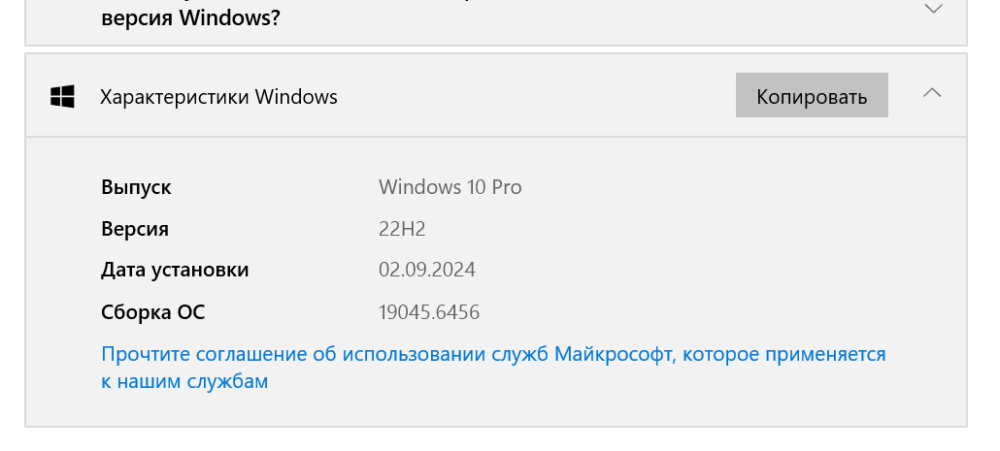 версия Windows?
Характеристики Windows
Копировать
Выпуск Windows 10 Pro
Версия 22H2
Дата установки 02.09.2024
Сборка ОС 19045.6456
Прочтите соглашение об использовании служб Майкрософт, которое применяется
к нашим службам